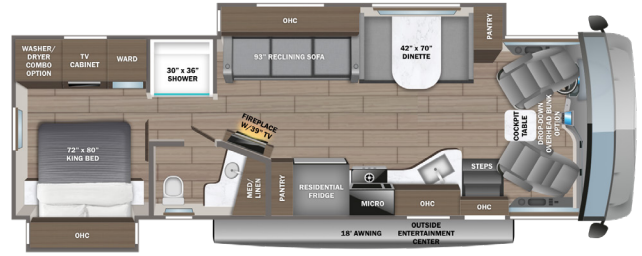 OHC
WASHER/
DRYER
COMBO
OPTION
TV
CABINET
WARD
30" x 36"
SHOWER
93" RECLINING SOFA
42" x 70"
DINETTE
PANTRY
COCKPIT
TABLE
DROP-DOWN
OVERHEAD BUNK
OPTION
FIREPLACE
W/ 39" TV
72" x 80"
KING BED
MED/
LINEN
PANTRY
RESIDENTIAL
FRIDGE
MICRO
STEPS
OHC
OHC
OHC
18' AWNING
OUTSIDE
ENTERTAINMENT
CENTER